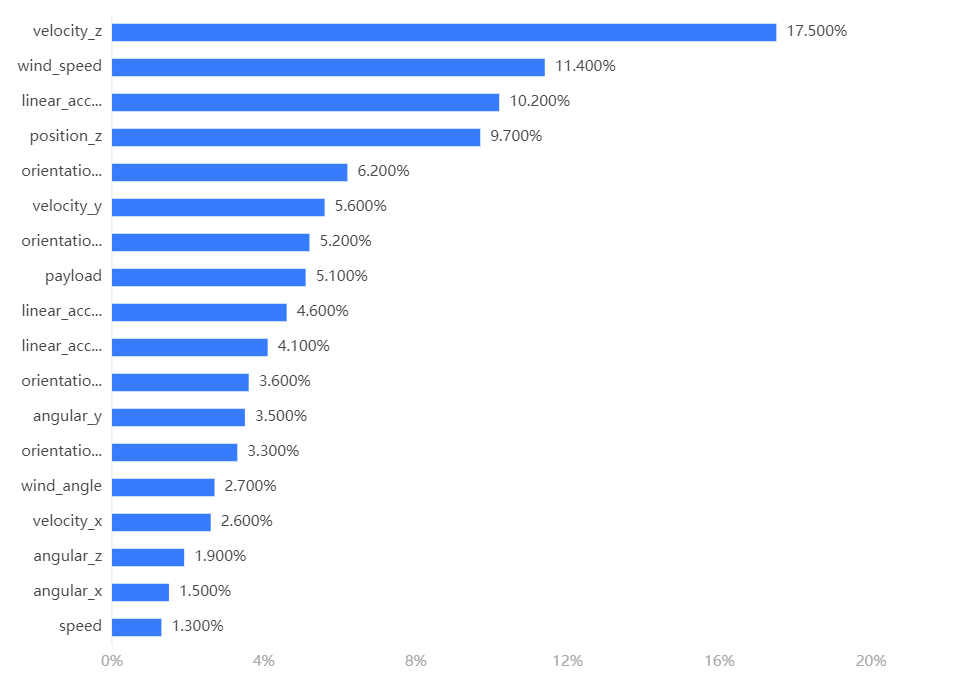 velocity_z 17.500%
wind_speed 11.400%
linear_acc... 10.200%
position_z 9.700%
orientatio... 6.200%
velocity_y 5.600%
orientatio... 5.200%
payload 5.100%
linear_acc... 4.600%
linear_acc... 4.100%
orientatio... 3.600%
angular_y 3.500%
orientatio... 3.300%
wind_angle 2.700%
velocity_x 2.600%
angular_z 1.900%
angular_x 1.500%
speed 1.300%
0% 4% 8% 12% 16% 20%